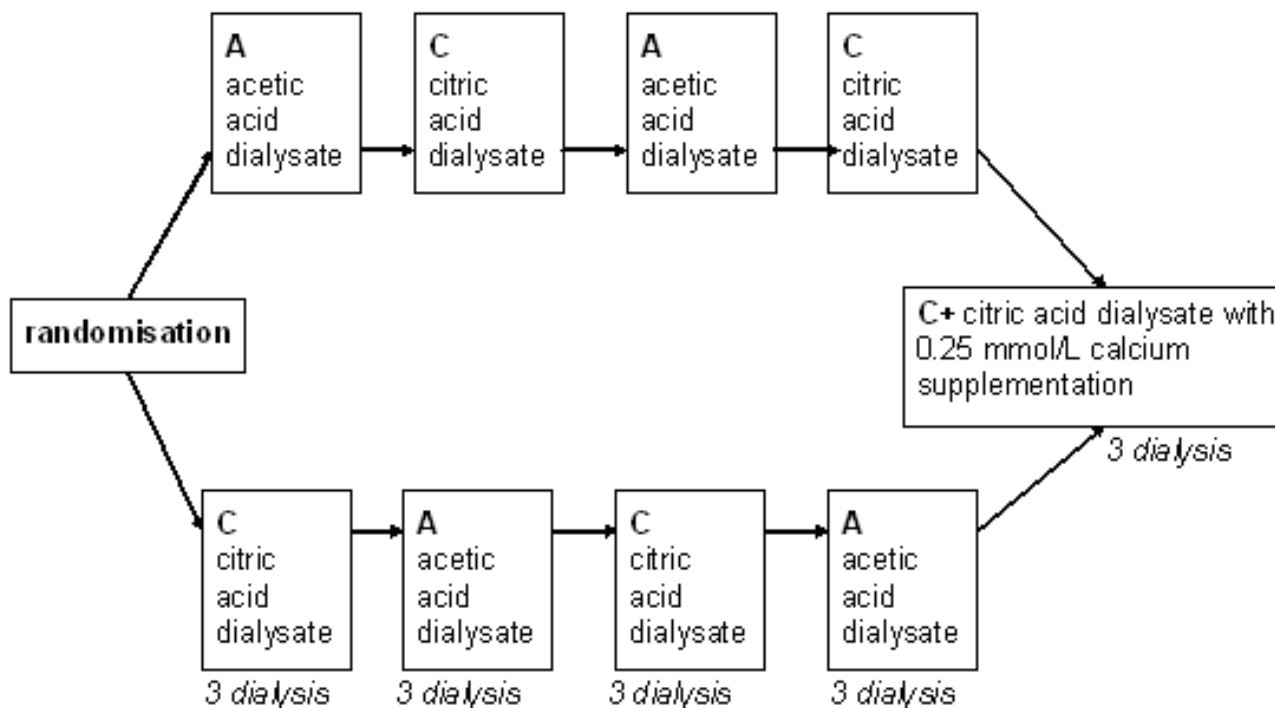 A
acetic
acid
dialysate
C
citric
acid
dialysate
A
acetic
acid
dialysate
C
citric
acid
dialysate
randomisation
C+ citric acid dialysate with
0.25 mmol/L calcium
supplementation
3 dialysis
C
citric
acid
dialysate
3 dialysis
A
acetic
acid
dialysate
3 dialysis
C
citric
acid
dialysate
3 dialysis
A
acetic
acid
dialysate
3 dialysis